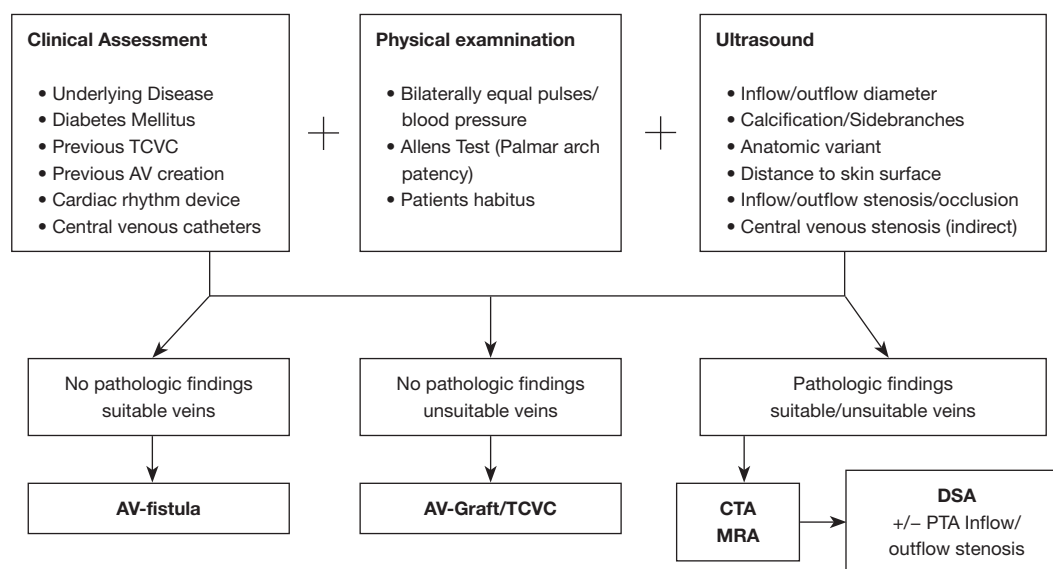 Clinical Assessment
• Underlying Disease
• Diabetes Mellitus
• Previous TCVC
• Previous AV creation
• Cardiac rhythm device
• Central venous catheters
+
Physical examnination
• Bilaterally equal pulses/
blood pressure
• Allens Test (Palmar arch
patency)
• Patients habitus
+
Ultrasound
• Inflow/outflow diameter
• Calcification/Sidebranches
• Anatomic variant
• Distance to skin surface
• Inflow/outflow stenosis/occlusion
• Central venous stenosis (indirect)
No pathologic findings
suitable veins
No pathologic findings
unsuitable veins
Pathologic findings
suitable/unsuitable veins
AV-fistula
AV-Graft/TCVC
CTA
MRA
DSA
+/− PTA Inflow/
outflow stenosis